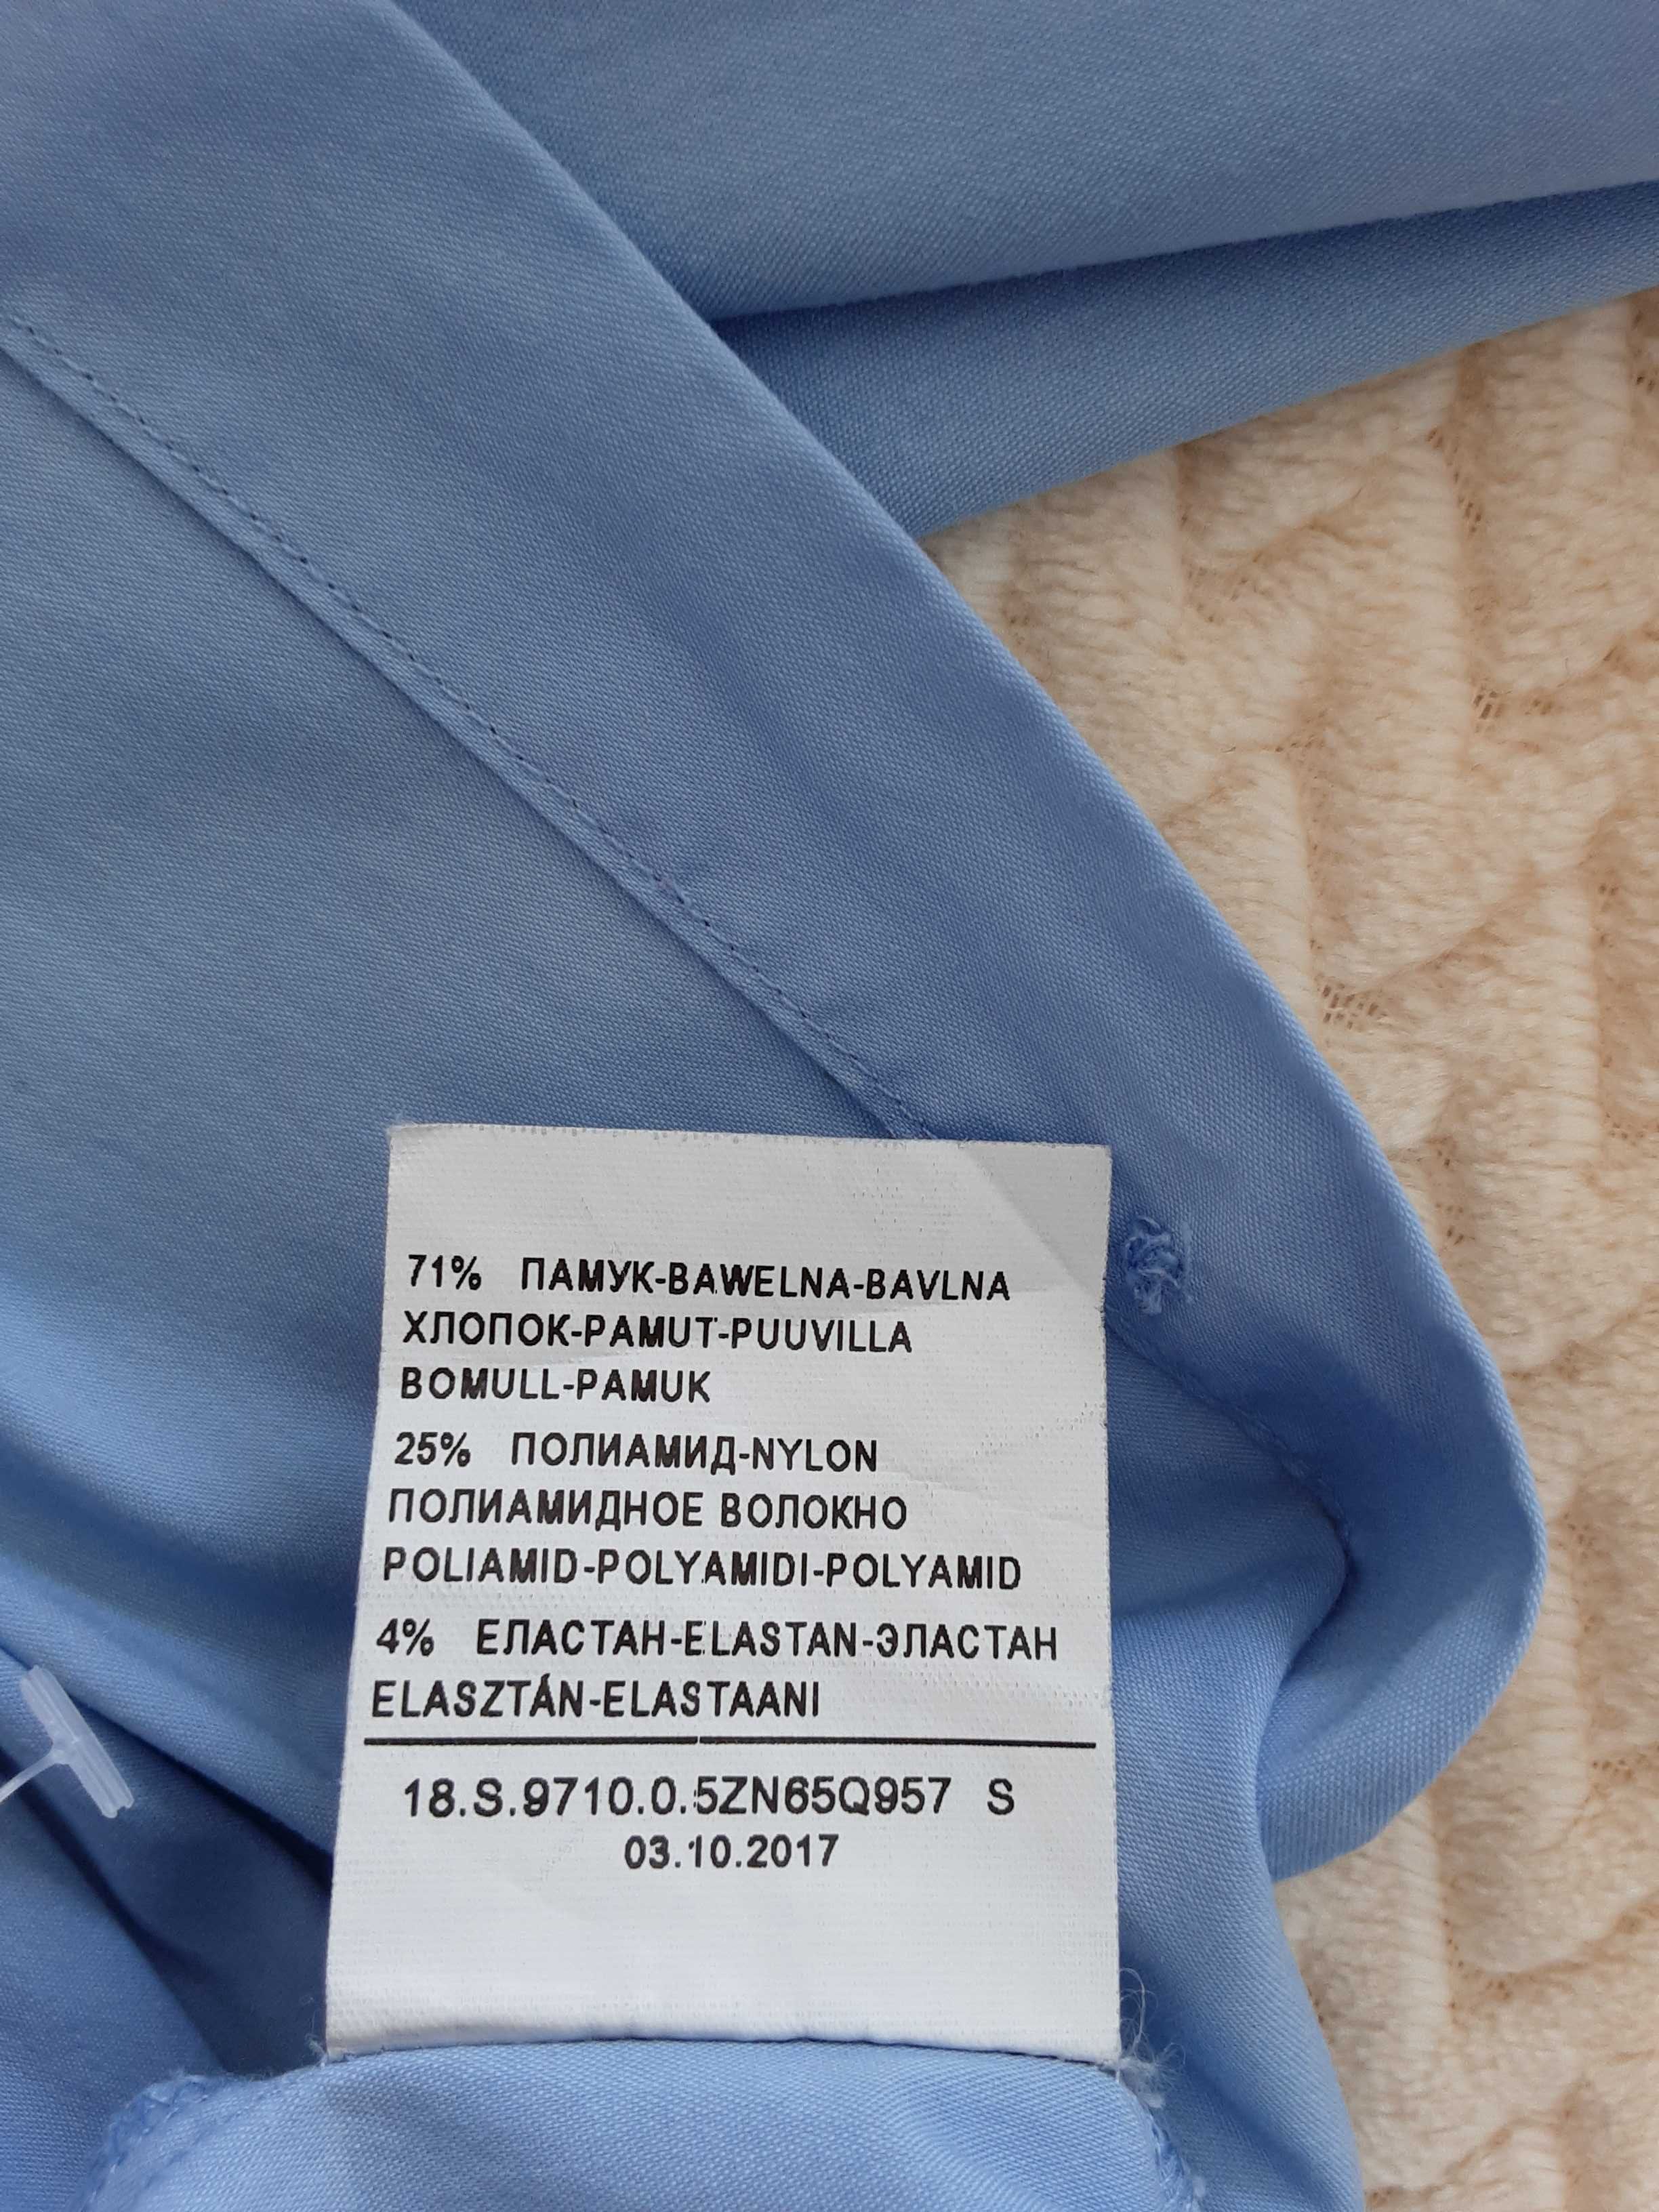 71% ПАМУК-BAWELNA-BAVLNA
ХЛОПОК-PAMUT-PUUVILLA
BOMULL-PAMUK
25% ПОЛИАМИД-NYLON
ПОЛИАМИДНОЕ ВОЛОКНО
POLIAMID-POLYAMIDI-POLYAMID
4% ЕЛАСТАН-ELASTAN-ЭЛАСТАН
ELASZTÁN-ELASTAANI
18.S.9710.0.5ZN65Q957 S
03.10.2017